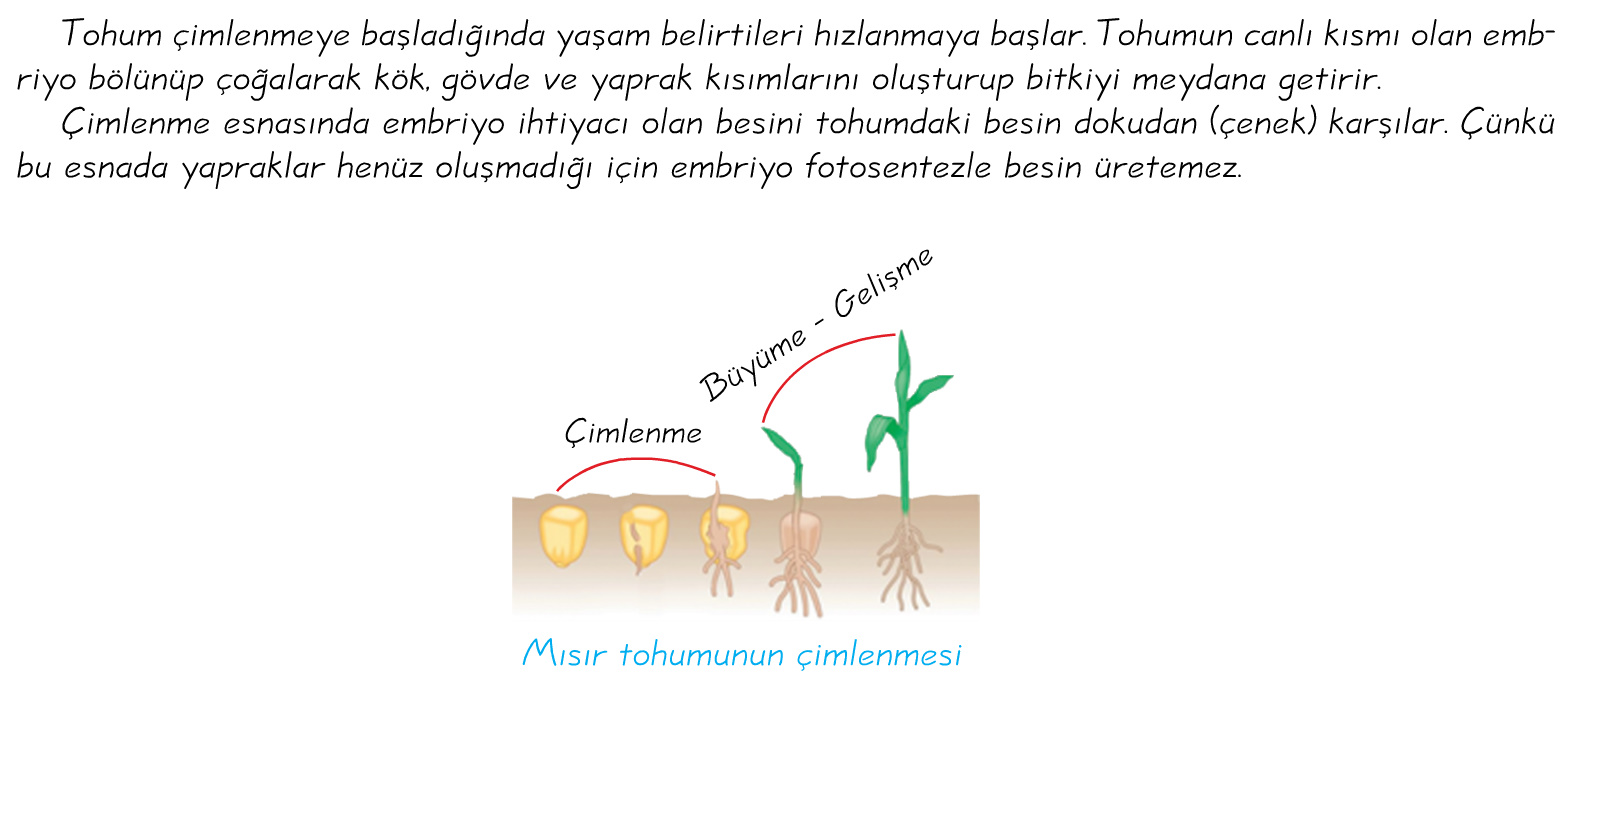 Tohum çimlenmeye başladığında yaşam belirtileri hızlanmaya başlar. Tohumun canlı kısmı olan emb-
riyo bölünüp çoğalarak kök, gövde ve yaprak kısımlarını oluşturup bitkiyi meydana getirir.
Çimlenme esnasında embriyo ihtiyacı olan besini tohumdaki besin dokudan (çenek) karşılar. Çünkü
bu esnada yapraklar henüz oluşmadığı için embriyo fotosentezle besin üretemez.
Büyüme - Gelişme
Çimlenme
Mısır tohumunun çimlenmesi